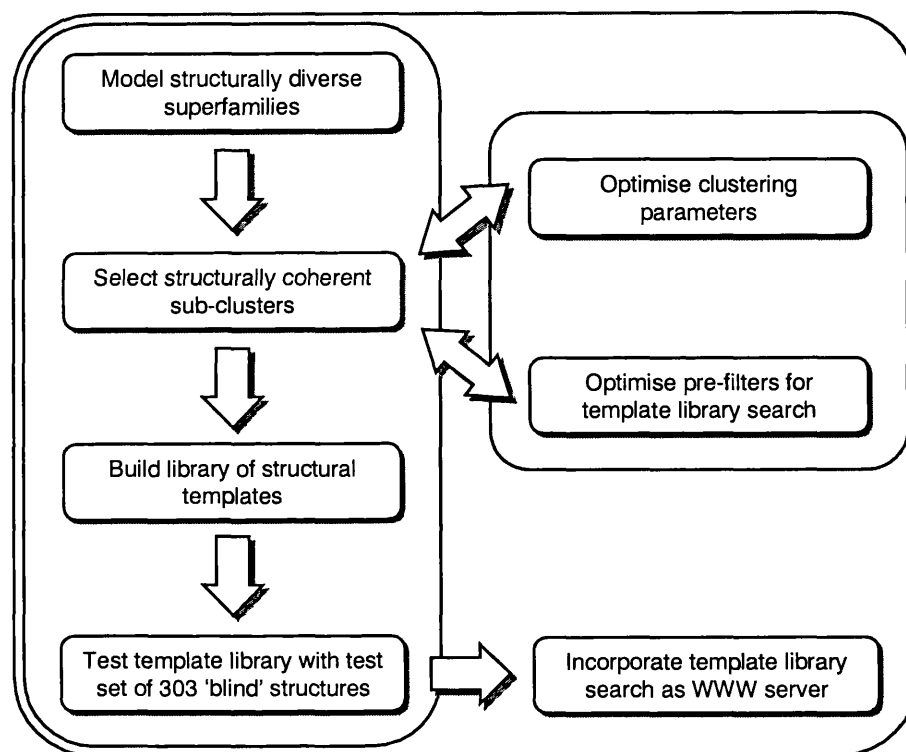 Model structurally diverse
superfamilies
Select structurally coherent
sub-clusters
Build library of structural
templates
Test template library with test
set of 303 'blind' structures
Optimise clustering
parameters
Optimise pre-filters for
template library search
Incorporate template library
search as WWW server